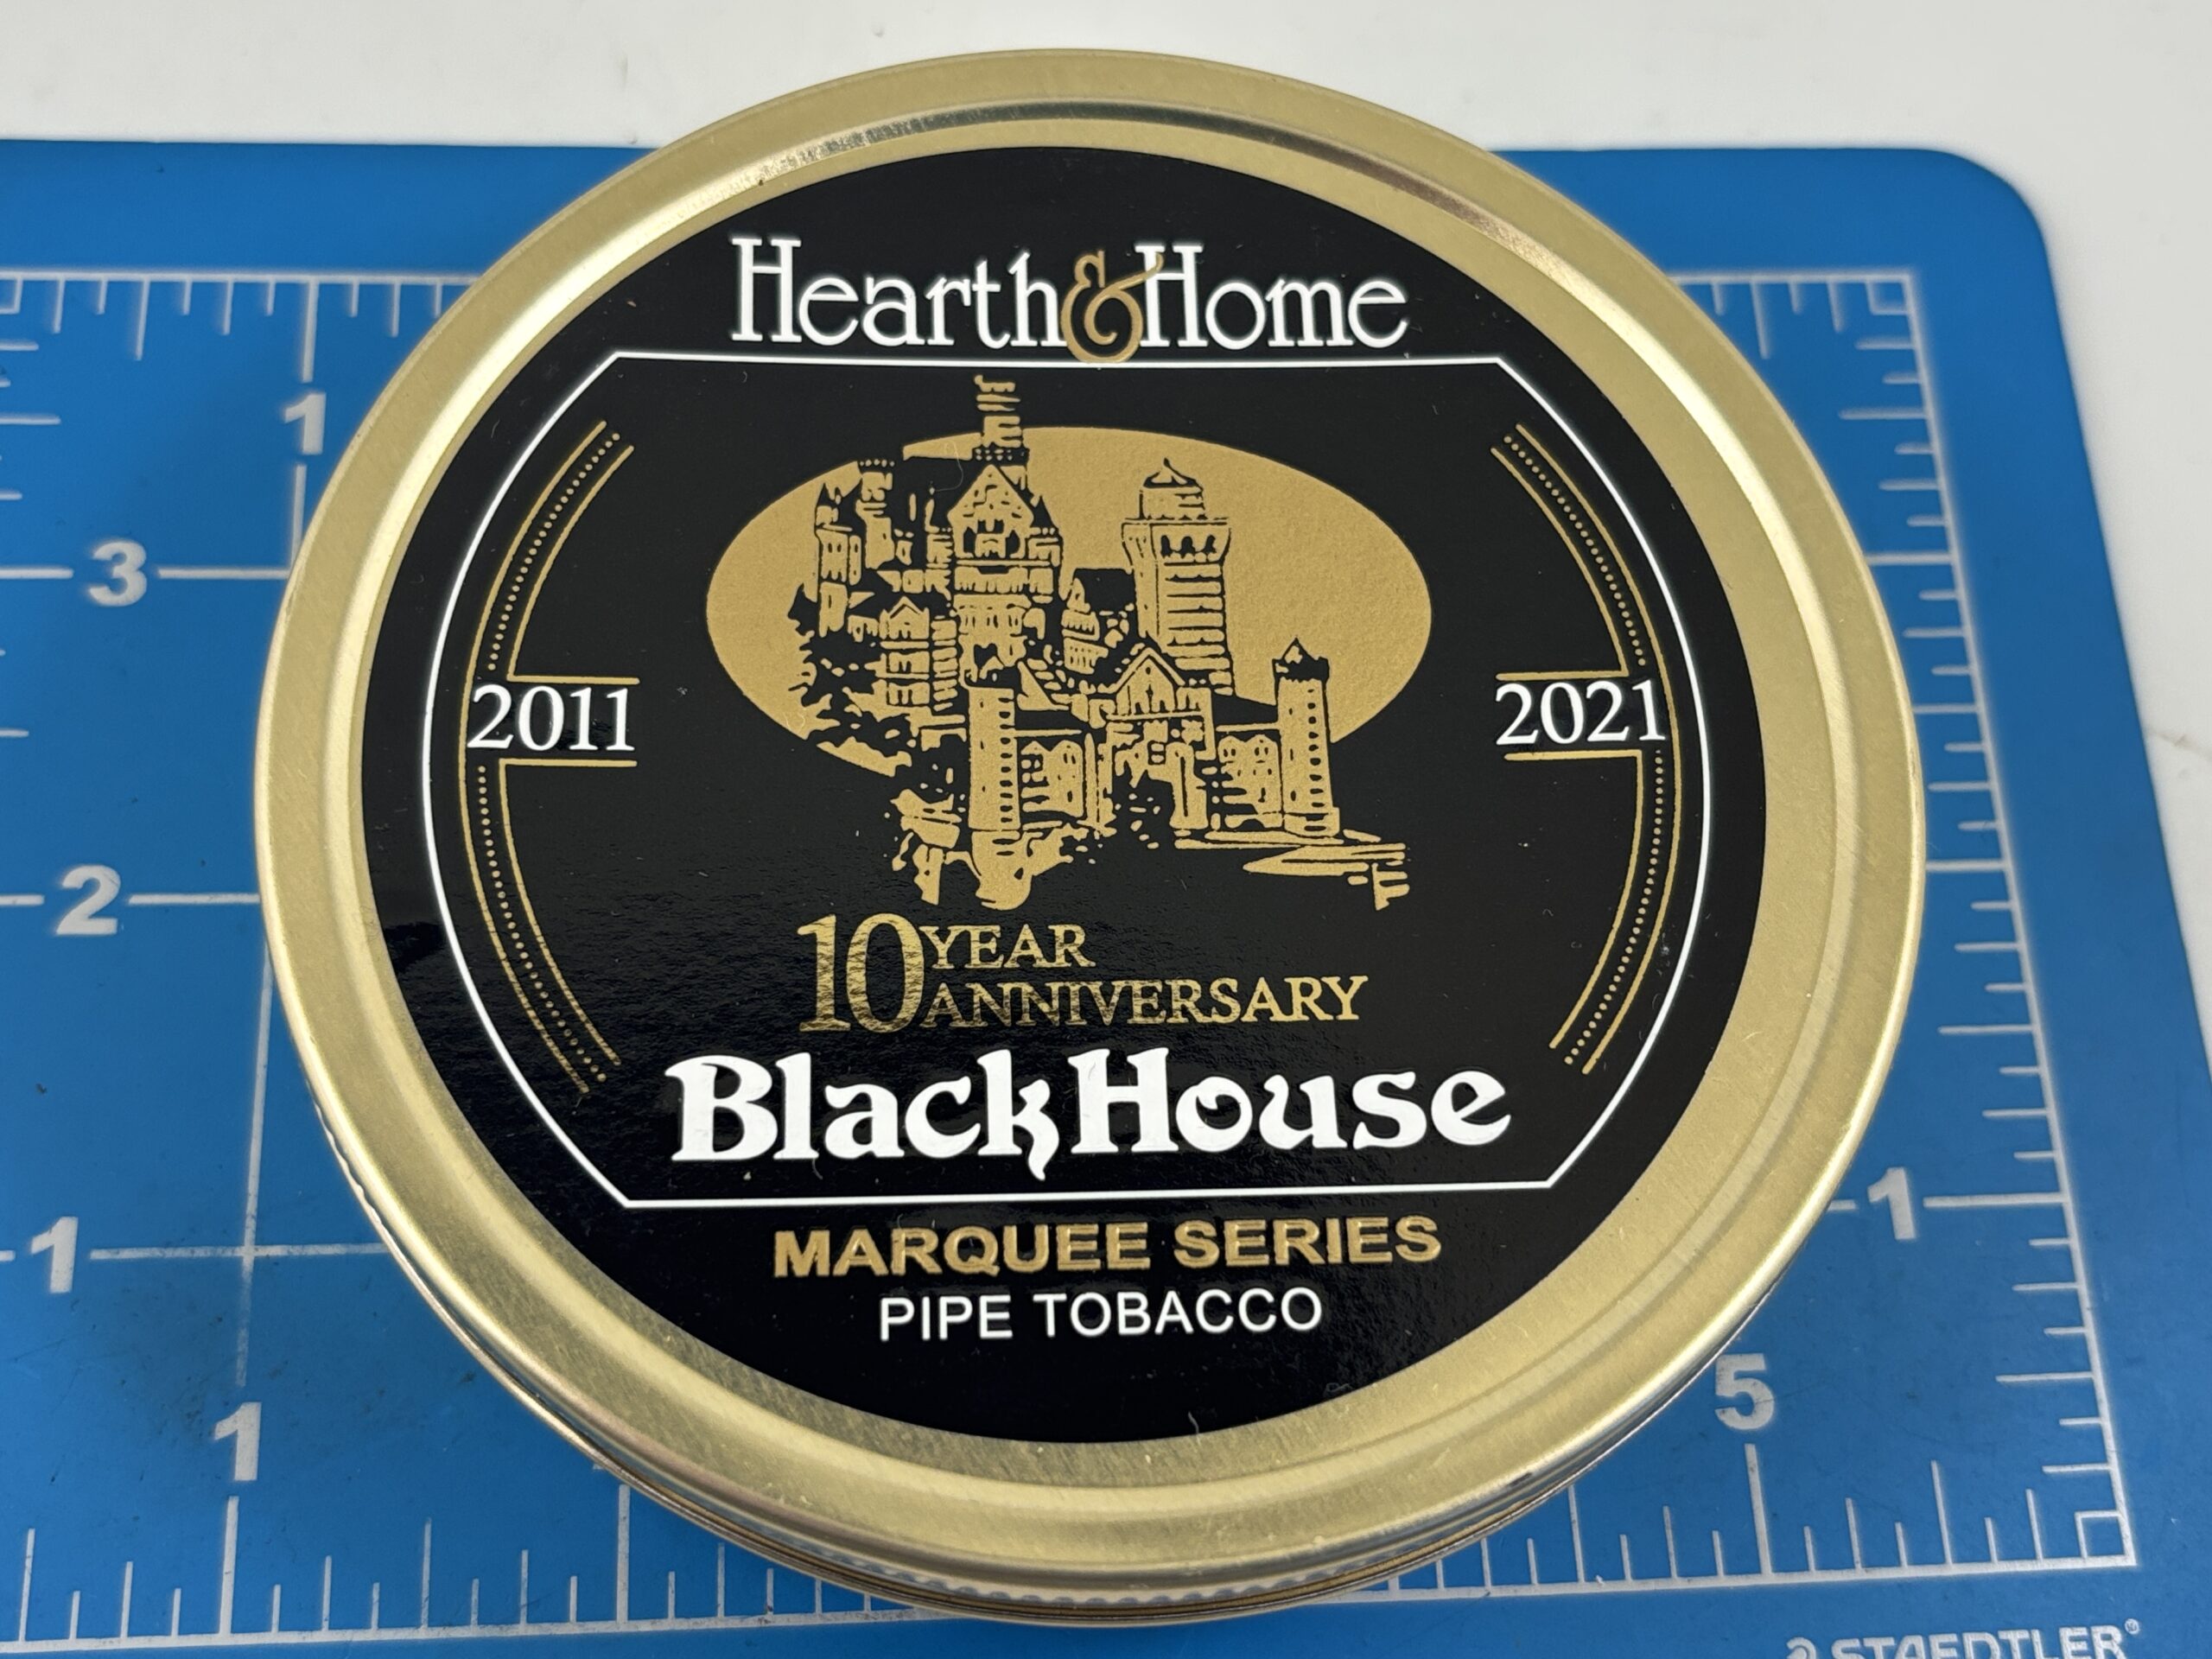 Hearth & Home
2011
2021
10 YEAR
ANNIVERSARY
BlackHouse
MARQUEE SERIES
PIPE TOBACCO
1
3
2
1
1
1
5
STAEDTLER®